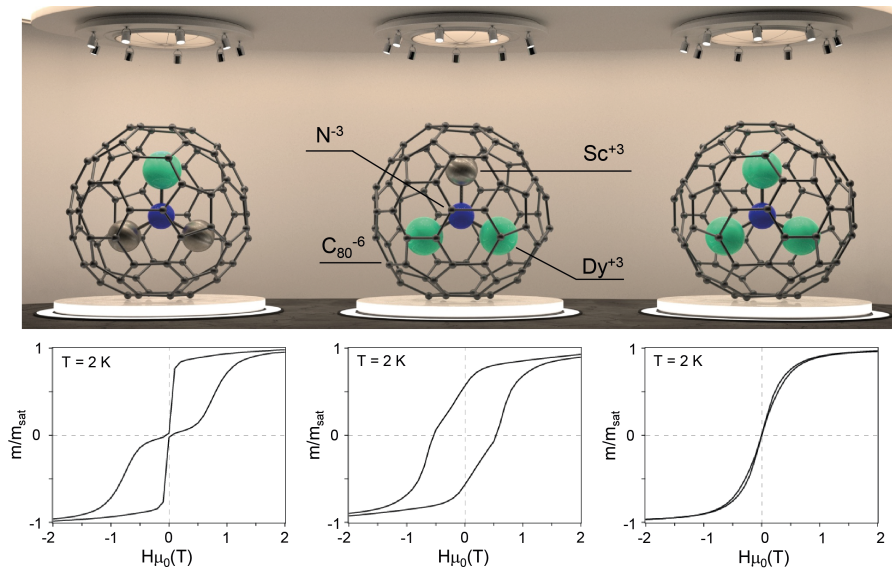 N⁻³
Sc⁺³
C₈₀⁻⁶
Dy⁺³
T = 2 K
T = 2 K
T = 2 K
1
0
-1
m/mₛₐₜ
-2 -1 0 1 2
Hμ₀(T)
1
0
-1
m/mₛₐₜ
-2 -1 0 1 2
Hμ₀(T)
1
0
-1
m/mₛₐₜ
-2 -1 0 1 2
Hμ₀(T)